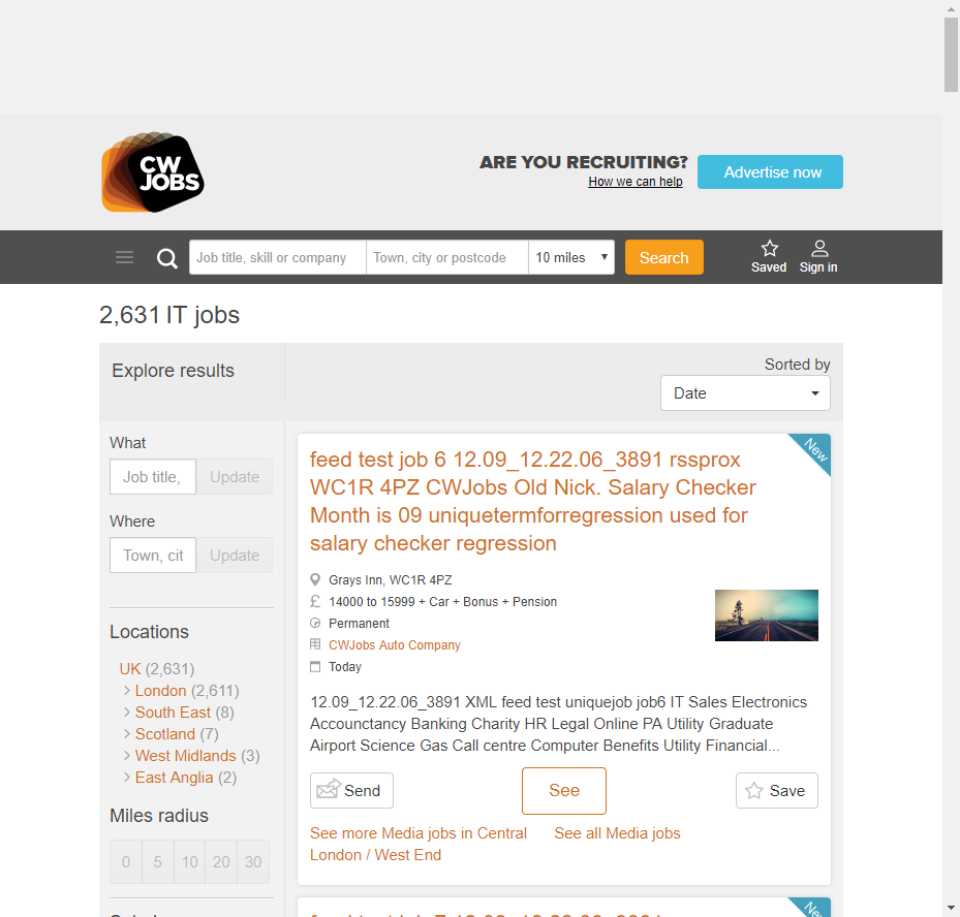 CW
JOBS
ARE YOU RECRUITING?
How we can help
Advertise now
Job title, skill or company
Town, city or postcode
10 miles
Search
Saved
Sign in
2,631 IT jobs
Explore results
Sorted by
Date
What
Job title,
Update
Where
Town, cit
Update
Locations
UK (2,631)
London (2,611)
South East (8)
Scotland (7)
West Midlands (3)
East Anglia (2)
Miles radius
0 5 10 20 30
New
feed test job 6 12.09_12.22.06_3891 rssprox
WC1R 4PZ CWJobs Old Nick. Salary Checker
Month is 09 uniquetermforregression used for
salary checker regression
Grays Inn, WC1R 4PZ
14000 to 15999 + Car + Bonus + Pension
Permanent
CWJobs Auto Company
Today
12.09_12.22.06_3891 XML feed test uniquejob job6 IT Sales Electronics
Accounctancy Banking Charity HR Legal Online PA Utility Graduate
Airport Science Gas Call centre Computer Benefits Utility Financial...
Send
See
Save
See more Media jobs in Central
London / West End
See all Media jobs
New